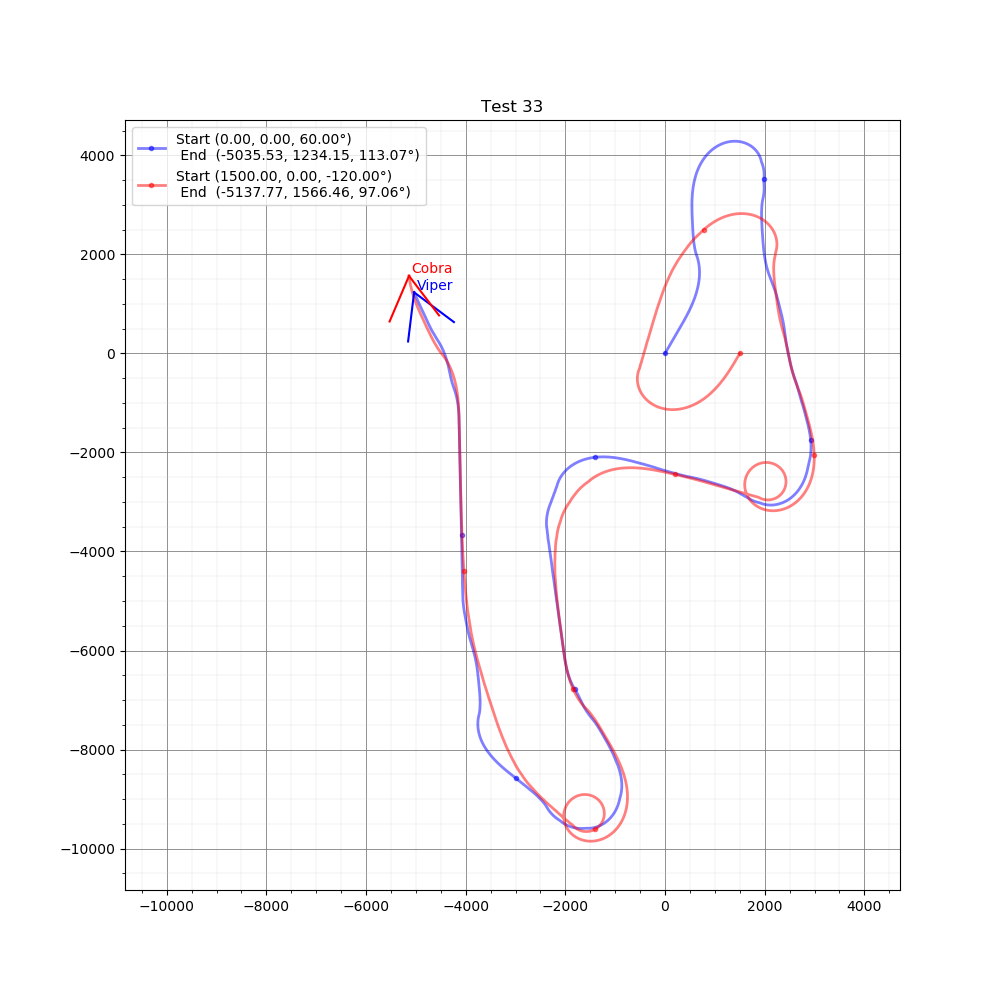 Test 33
Start (0.00, 0.00, 60.00°)
End (-5035.53, 1234.15, 113.07°)
Start (1500.00, 0.00, -120.00°)
End (-5137.77, 1566.46, 97.06°)
4000
2000
Cobra
Viper
0
−2000
−4000
−6000
−8000
−10000
−10000 −8000 −6000 −4000 −2000 0 2000 4000